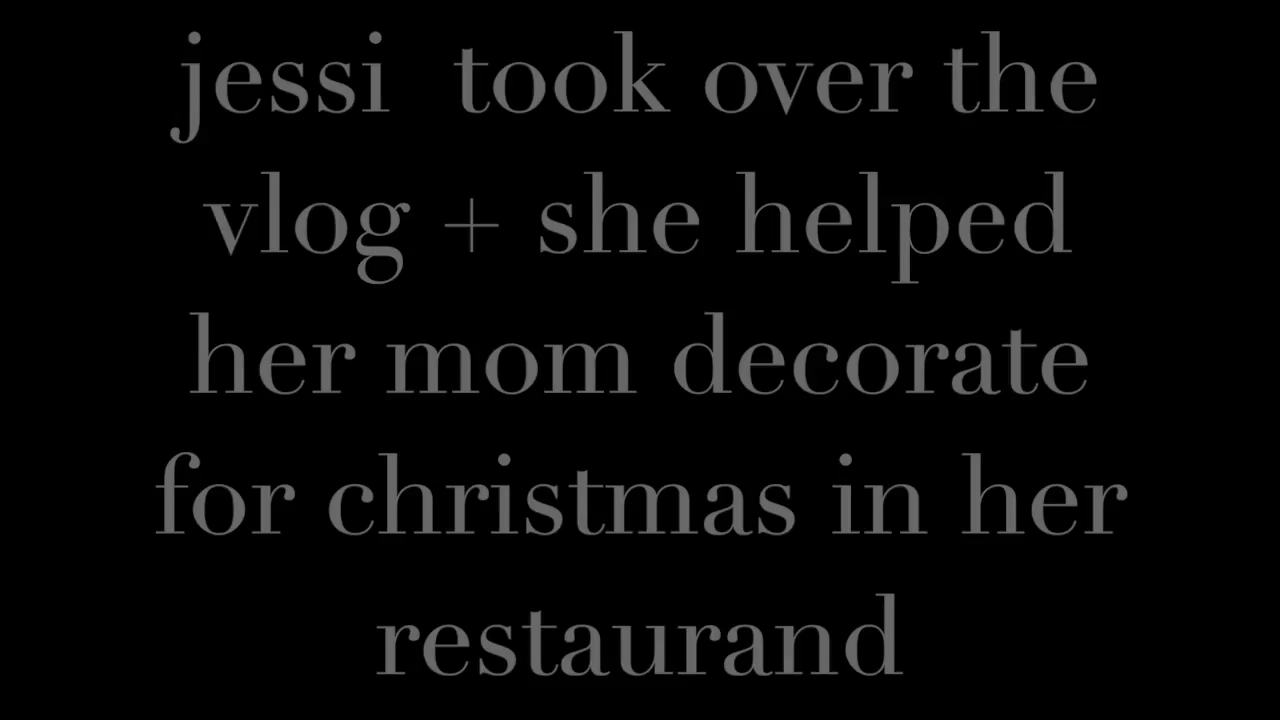 jessi  took over the
vlog + she helped
her mom decorate
for christmas in her
restaurand